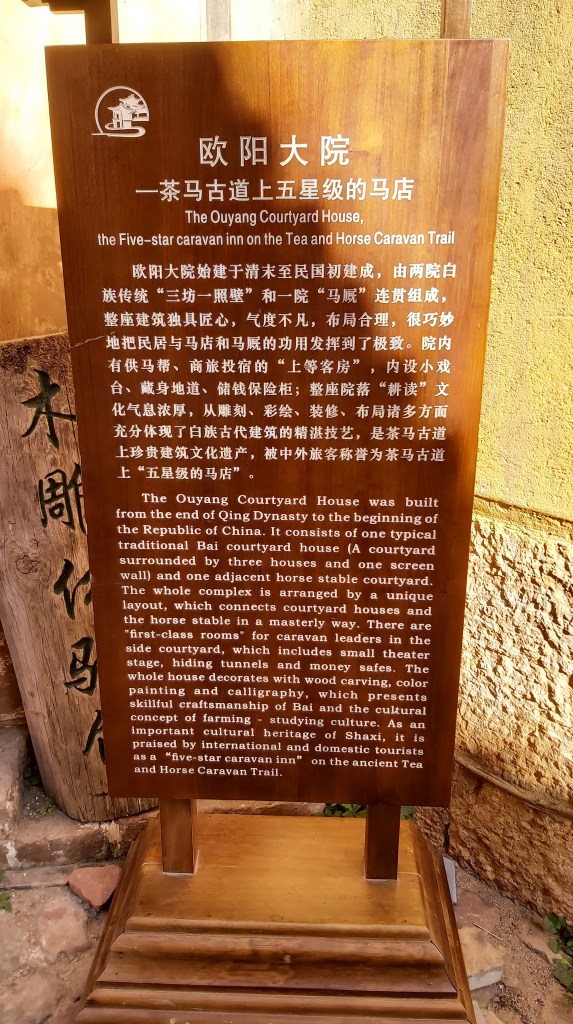 欧阳大院
—茶马古道上五星级的马店
The Ouyang Courtyard House,
the Five-star caravan inn on the Tea and Horse Caravan Trail
欧阳大院始建于清末至民国初建成，由两院白
族传统“三坊一照壁”和一院“马厩”连贯组成，
整座建筑独具匠心，气度不凡，布局合理，很巧妙
地把民居与马店和马厩的功用发挥到了极致。院内
有供马帮、商旅投宿的“上等客房”，内设小戏
台、藏身地道、储钱保险柜；整座院落“耕读”文
化气息浓厚，从雕刻、彩绘、装修、布局诸多方面
充分体现了白族古代建筑的精湛技艺，是茶马古道
上珍贵建筑文化遗产，被中外旅客称誉为茶马古道
上“五星级的马店”。
The Ouyang Courtyard House was built
from the end of Qing Dynasty to the beginning of
the Republic of China. It consists of one typical
traditional Bai courtyard house (A courtyard
surrounded by three houses and one screen
wall) and one adjacent horse stable courtyard.
The whole complex is arranged by a unique
layout, which connects courtyard houses and
the horse stable in a masterly way. There are
"first-class rooms" for caravan leaders in the
side courtyard, which includes small theater
stage, hiding tunnels and money safes. The
whole house decorates with wood carving, color
painting and calligraphy, which presents
skillful craftsmanship of Bai and the cultural
concept of farming - studying culture. As an
important cultural heritage of Shaxi, it is
praised by international and domestic tourists
as a “five-star caravan inn” on the ancient Tea
and Horse Caravan Trail.
木
雕